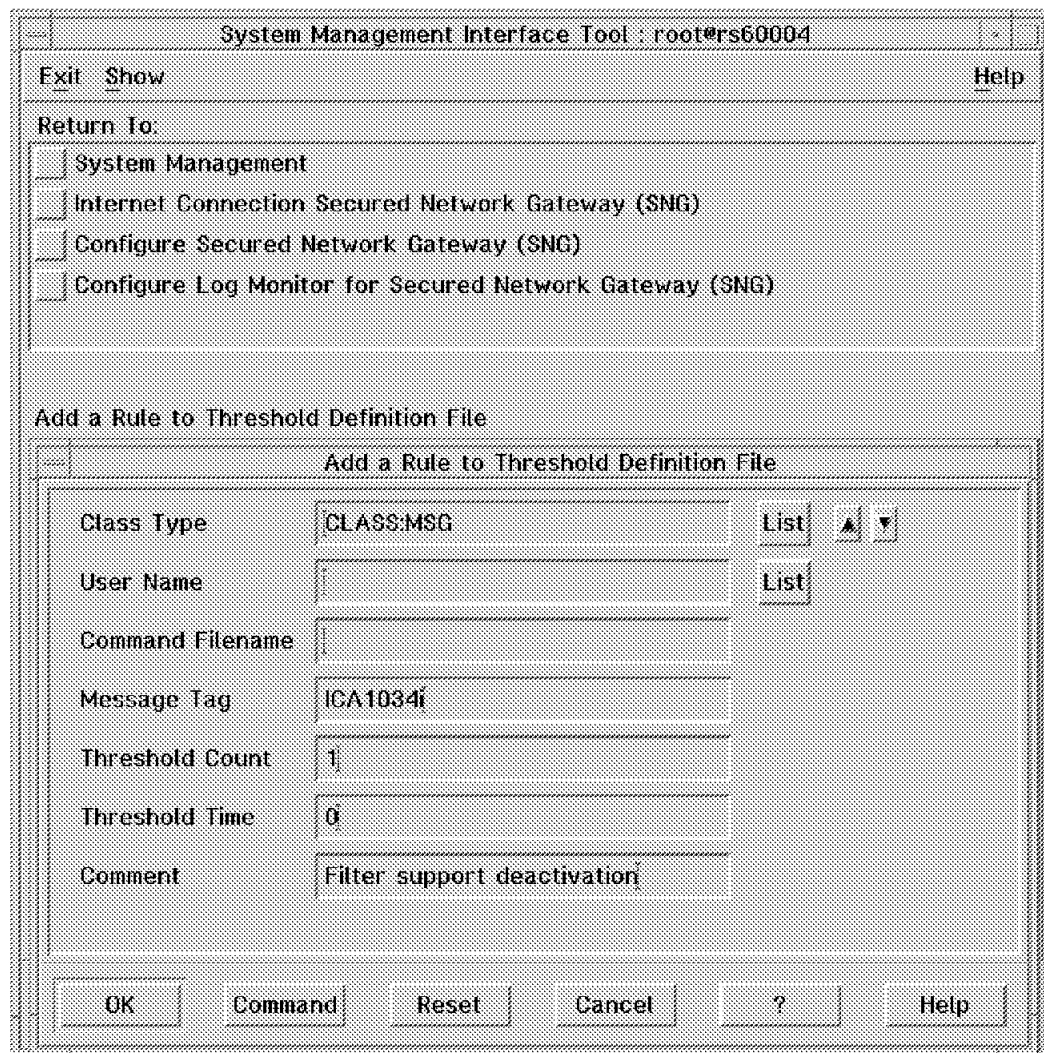 System Management Interface Tool : root@rs60004
Exit Show Help
Return To:
System Management
Internet Connection Secured Network Gateway (SNG)
Configure Secured Network Gateway (SNG)
Configure Log Monitor for Secured Network Gateway (SNG)
Add a Rule to Threshold Definition File
Add a Rule to Threshold Definition File
Class Type CLASS:MSG List ▲ ▼
User Name List
Command Filename
Message Tag ICA1034i
Threshold Count 1
Threshold Time 0
Comment Filter support deactivation
OK Command Reset Cancel ? Help